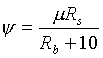 ψ = μR_s / (R_b + 10)